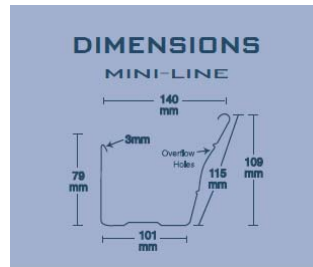 DIMENSIONS
MINI-LINE
140
mm
3mm
Overflow
Holes
79
mm
115
mm
109
mm
101
mm